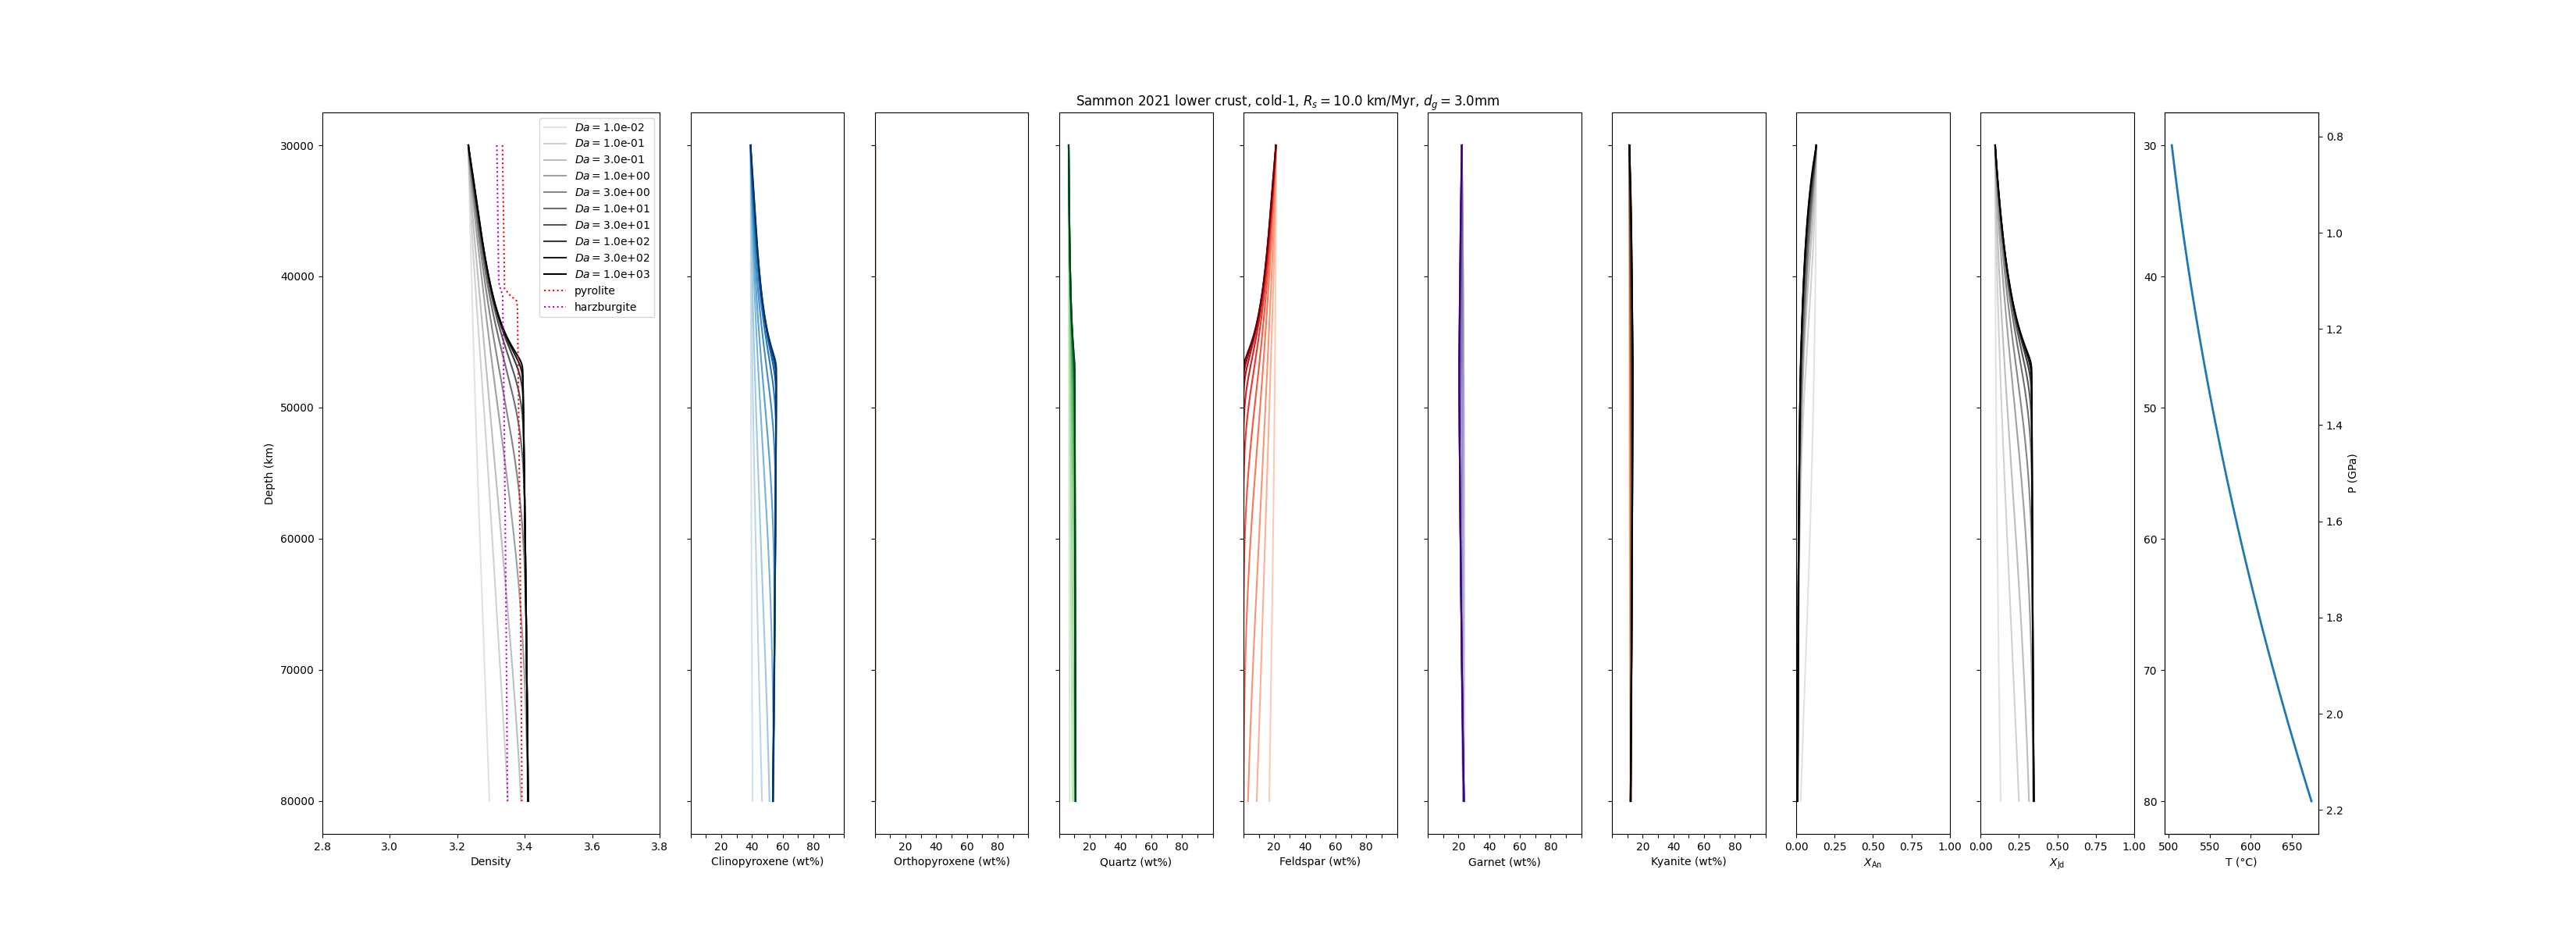 Sammon 2021 lower crust, cold-1, Rₛ = 10.0 km/Myr, d_g = 3.0mm
Da = 1.0e-02
Da = 1.0e-01
Da = 3.0e-01
Da = 1.0e+00
Da = 3.0e+00
Da = 1.0e+01
Da = 3.0e+01
Da = 1.0e+02
Da = 3.0e+02
Da = 1.0e+03
pyrolite
harzburgite
Depth (km)
30000
40000
50000
60000
70000
80000
2.8 3.0 3.2 3.4 3.6 3.8
Density
20 40 60 80
Clinopyroxene (wt%)
20 40 60 80
Orthopyroxene (wt%)
20 40 60 80
Quartz (wt%)
20 40 60 80
Feldspar (wt%)
20 40 60 80
Garnet (wt%)
20 40 60 80
Kyanite (wt%)
0.00 0.25 0.50 0.75 1.00
X_An
0.00 0.25 0.50 0.75 1.00
X_Jd
30
40
50
60
70
80
500 550 600 650
T (°C)
0.8
1.0
1.2
1.4
1.6
1.8
2.0
2.2
P (GPa)